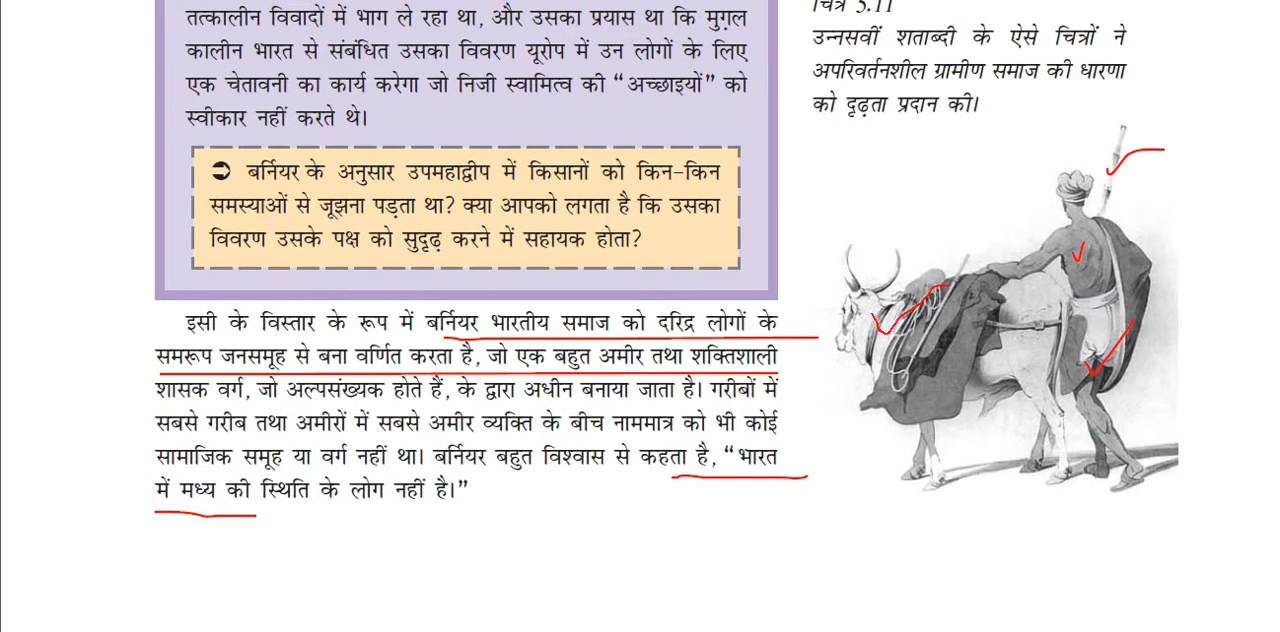 तत्कालीन विवादों में भाग ले रहा था, और उसका प्रयास था कि मुग़ल
कालीन भारत से संबंधित उसका विवरण यूरोप में उन लोगों के लिए
एक चेतावनी का कार्य करेगा जो निजी स्वामित्व की “अच्छाइयों” को
स्वीकार नहीं करते थे।
➲ बर्नियर के अनुसार उपमहाद्वीप में किसानों को किन-किन
समस्याओं से जूझना पड़ता था? क्या आपको लगता है कि उसका
विवरण उसके पक्ष को सुदृढ़ करने में सहायक होता?
इसी के विस्तार के रूप में बर्नियर भारतीय समाज को दरिद्र लोगों के
समरूप जनसमूह से बना वर्णित करता है, जो एक बहुत अमीर तथा शक्तिशाली
शासक वर्ग, जो अल्पसंख्यक होते हैं, के द्वारा अधीन बनाया जाता है। गरीबों में
सबसे गरीब तथा अमीरों में सबसे अमीर व्यक्ति के बीच नाममात्र को भी कोई
सामाजिक समूह या वर्ग नहीं था। बर्नियर बहुत विश्वास से कहता है, “भारत
में मध्य की स्थिति के लोग नहीं है।”
चित्र 5.11
उन्नसवीं शताब्दी के ऐसे चित्रों ने
अपरिवर्तनशील ग्रामीण समाज की धारणा
को दृढ़ता प्रदान की।